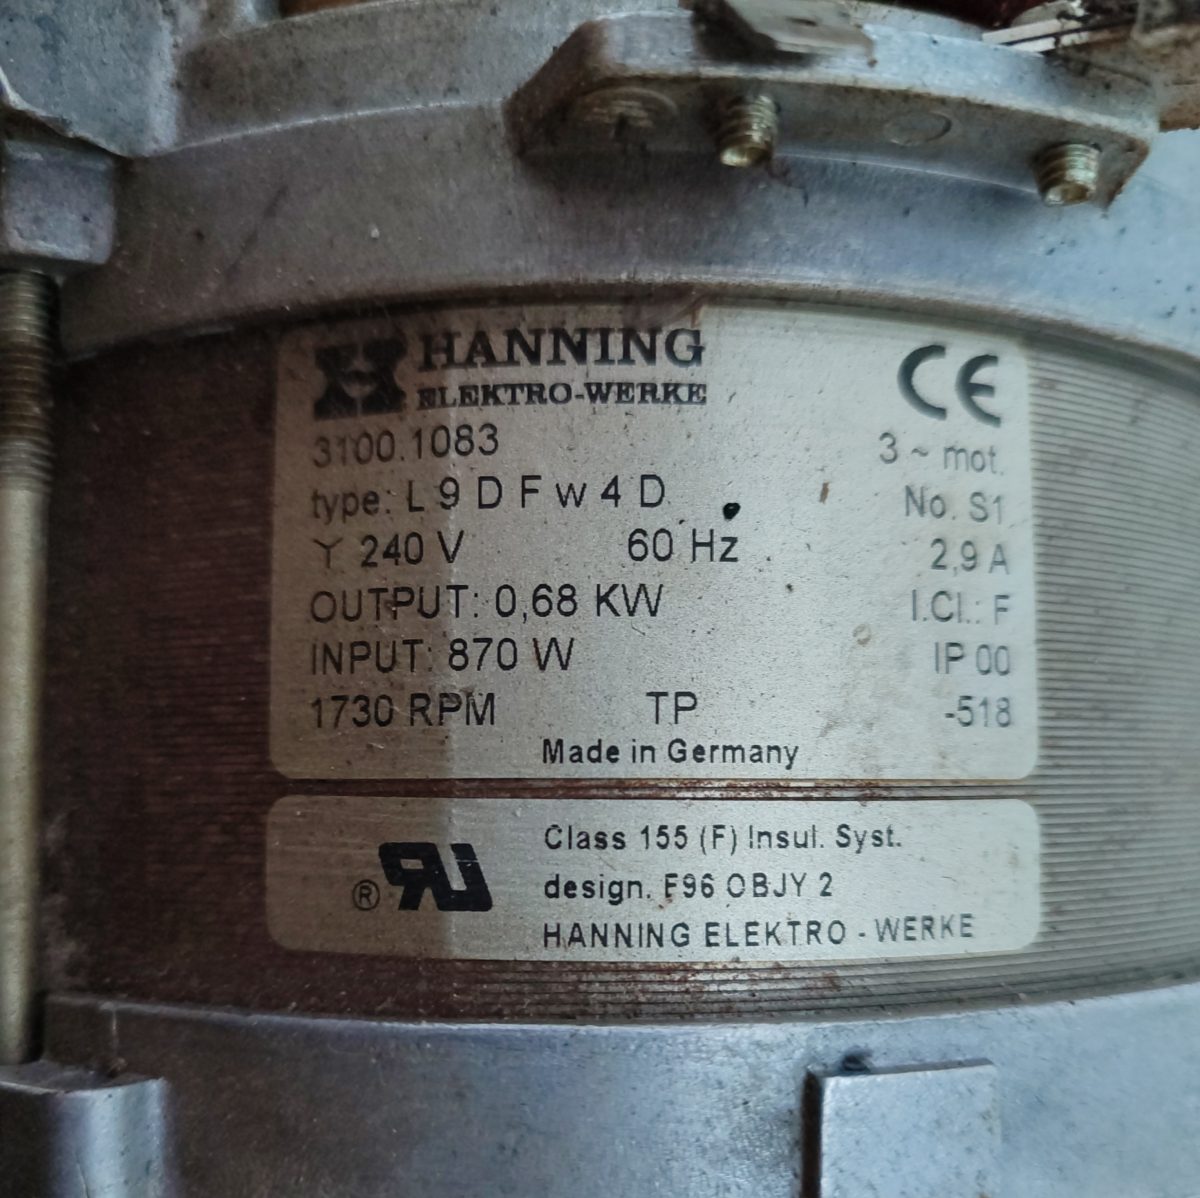 HANNING
ELEKTRO-WERKE
CE
3100.1083
3 ~ mot.
type: L 9 D F w 4 D
No. S1
Y 240 V 60 Hz
2,9 A
OUTPUT: 0,68 KW
I.Cl.: F
INPUT: 870 W
IP 00
1730 RPM TP
-518
Made in Germany
Class 155 (F) Insul. Syst.
® RU
design. F96 OBJY 2
HANNING ELEKTRO - WERKE